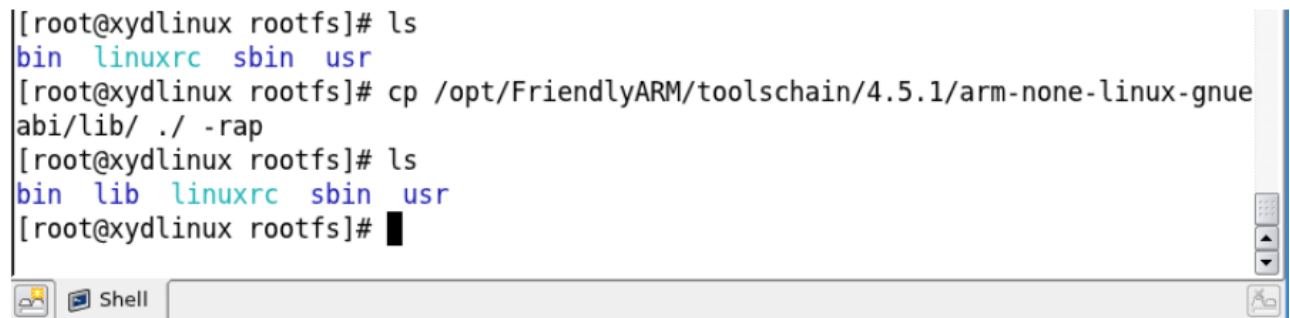 [root@xydlinux rootfs]# ls
bin  linuxrc  sbin  usr
[root@xydlinux rootfs]# cp /opt/FriendlyARM/toolschain/4.5.1/arm-none-linux-gnue
abi/lib/ ./ -rap
[root@xydlinux rootfs]# ls
bin  lib  linuxrc  sbin  usr
[root@xydlinux rootfs]#
Shell